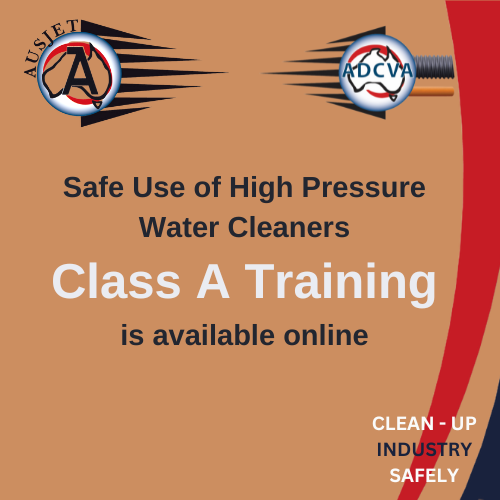 AUSJET
A
ADCVA
Safe Use of High Pressure
Water Cleaners
Class A Training
is available online
CLEAN - UP
INDUSTRY
SAFELY